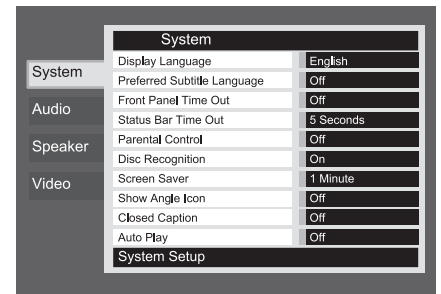 System
System
Audio
Speaker
Video
Display Language English
Preferred Subtitle Language Off
Front Panel Time Out Off
Status Bar Time Out 5 Seconds
Parental Control Off
Disc Recognition On
Screen Saver 1 Minute
Show Angle Icon Off
Closed Caption Off
Auto Play Off
System Setup